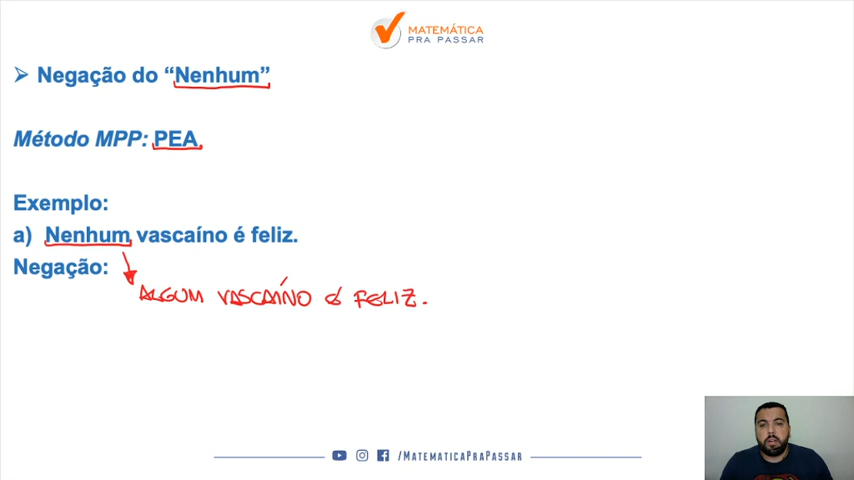 MATEMÁTICA
PRA PASSAR
➤ Negação do “Nenhum”
Método MPP: PEA
Exemplo:
a) Nenhum vascaíno é feliz.
Negação:
ALGUM VASCAÍNO É FELIZ.
/MATEMATICAPRAPASSAR